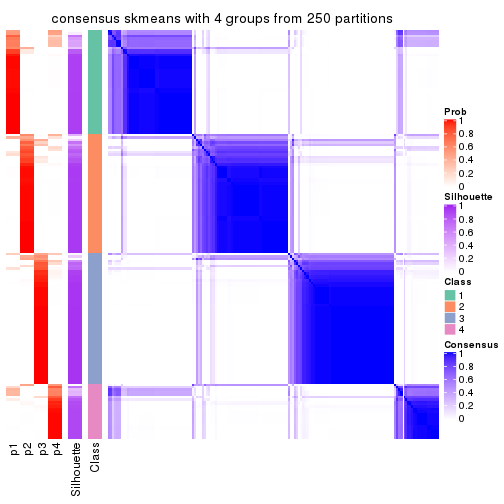 consensus skmeans with 4 groups from 250 partitions
Prob
1
0.8
0.6
0.4
0.2
0
Silhouette
1
0.8
0.6
0.4
0.2
0
Class
1
2
3
4
Consensus
1
0.8
0.6
0.4
0.2
0
p1
p2
p3
p4
Silhouette
Class